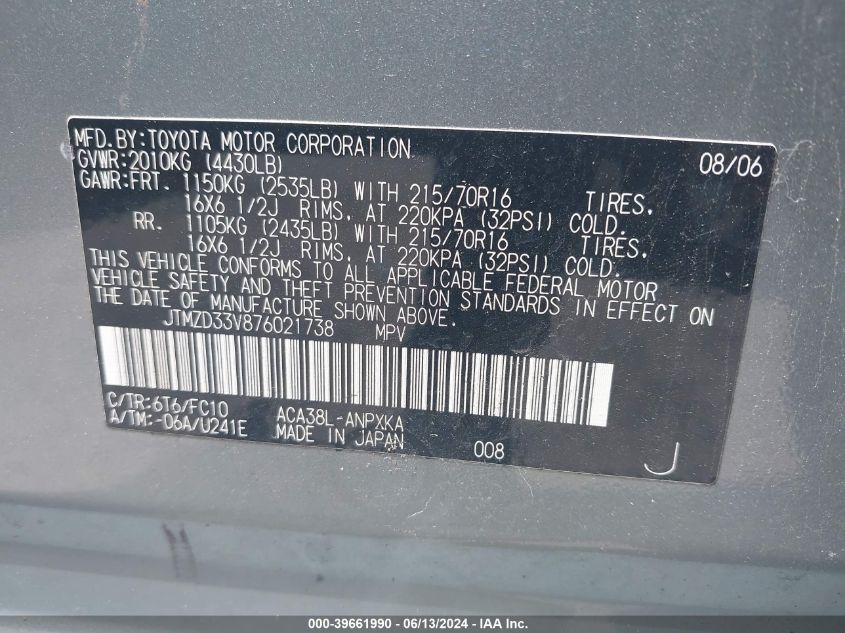 MFD.BY:TOYOTA MOTOR CORPORATION 08/06
GVWR:2010KG (4430LB)
GAWR:FRT. 1150KG (2535LB) WITH 215/70R16 TIRES,
16X6 1/2J RIMS, AT 220KPA (32PSI) COLD.
RR. 1105KG (2435LB) WITH 215/70R16 TIRES,
16X6 1/2J RIMS, AT 220KPA (32PSI) COLD.
THIS VEHICLE CONFORMS TO ALL APPLICABLE FEDERAL MOTOR
VEHICLE SAFETY AND THEFT PREVENTION STANDARDS IN EFFECT ON
THE DATE OF MANUFACTURE SHOWN ABOVE.
JTMZD33V876021738 MPV
C/TR:6T6/FC10 ACA38L-ANPXKA
A/TM:-06A/U241E MADE IN JAPAN 008 J
000-39661990 - 06/13/2024 - IAA Inc.